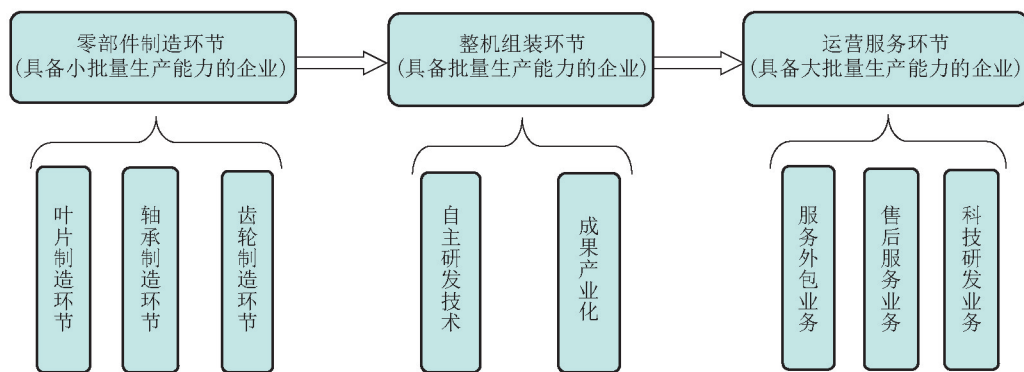 零部件制造环节
(具备小批量生产能力的企业)
整机组装环节
(具备批量生产能力的企业)
运营服务环节
(具备大批量生产能力的企业)
叶片制造环节
轴承制造环节
齿轮制造环节
自主研发技术
成果产业化
服务外包业务
售后服务业务
科技研发业务